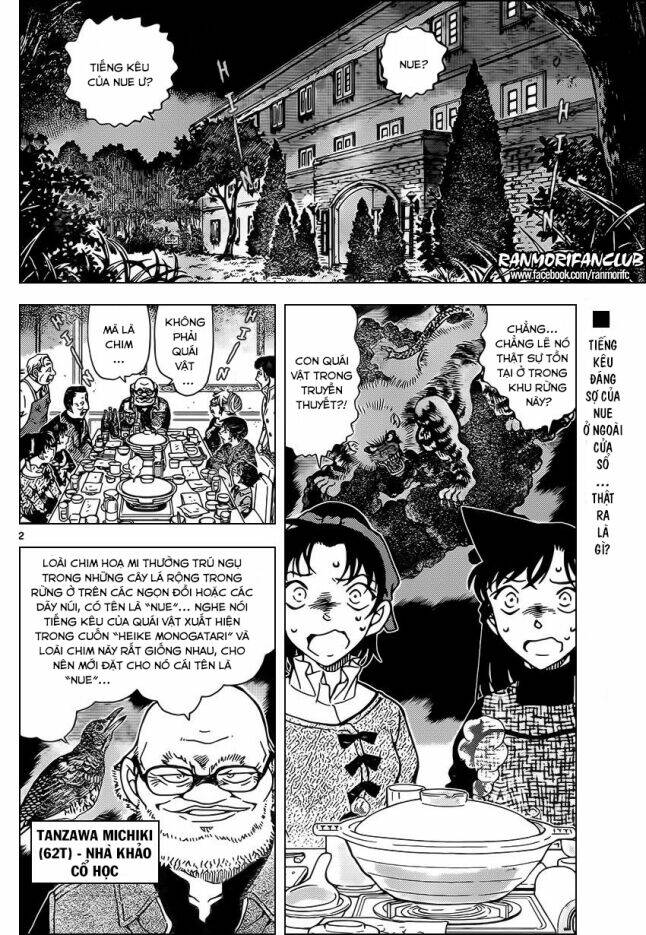 TIẾNG KÊU
CỦA NUE Ư?
NUE?
HIIN
HIIN
RANMORIFANCLUB
www.facebook.com/ranmorifc
TIẾNG
KÊU
ĐÁNG
SỢ CỦA
NUE
Ở NGOÀI
CỬA
SỔ
...
THẬT
RA
LÀ
GÌ?
CHẲNG...
CHẲNG LẼ NÓ
THẬT SỰ TỒN
TẠI Ở TRONG
KHU RỪNG
NÀY?
CON QUÁI
VẬT TRONG
TRUYỀN
THUYẾT?!
KHÔNG
PHẢI
QUÁI
VẬT
...
MÀ LÀ
CHIM
...
HIIN
HIIN
2
LOÀI CHIM HOẠ MI THƯỜNG TRÚ NGỤ
TRONG NHỮNG CÂY LÁ RỘNG TRONG
RỪNG Ở TRÊN CÁC NGỌN ĐỒI HOẶC CÁC
DÃY NÚI, CÓ TÊN LÀ “NUE”... NGHE NÓI
TIẾNG KÊU CỦA QUÁI VẬT XUẤT HIỆN
TRONG CUỐN “HEIKE MONOGATARI” VÀ
LOÀI CHIM NÀY RẤT GIỐNG NHAU, CHO
NÊN MỚI ĐẶT CHO NÓ CÁI TÊN LÀ
“NUE”...
TANZAWA MICHIKI
(62T) - NHÀ KHẢO
CỔ HỌC